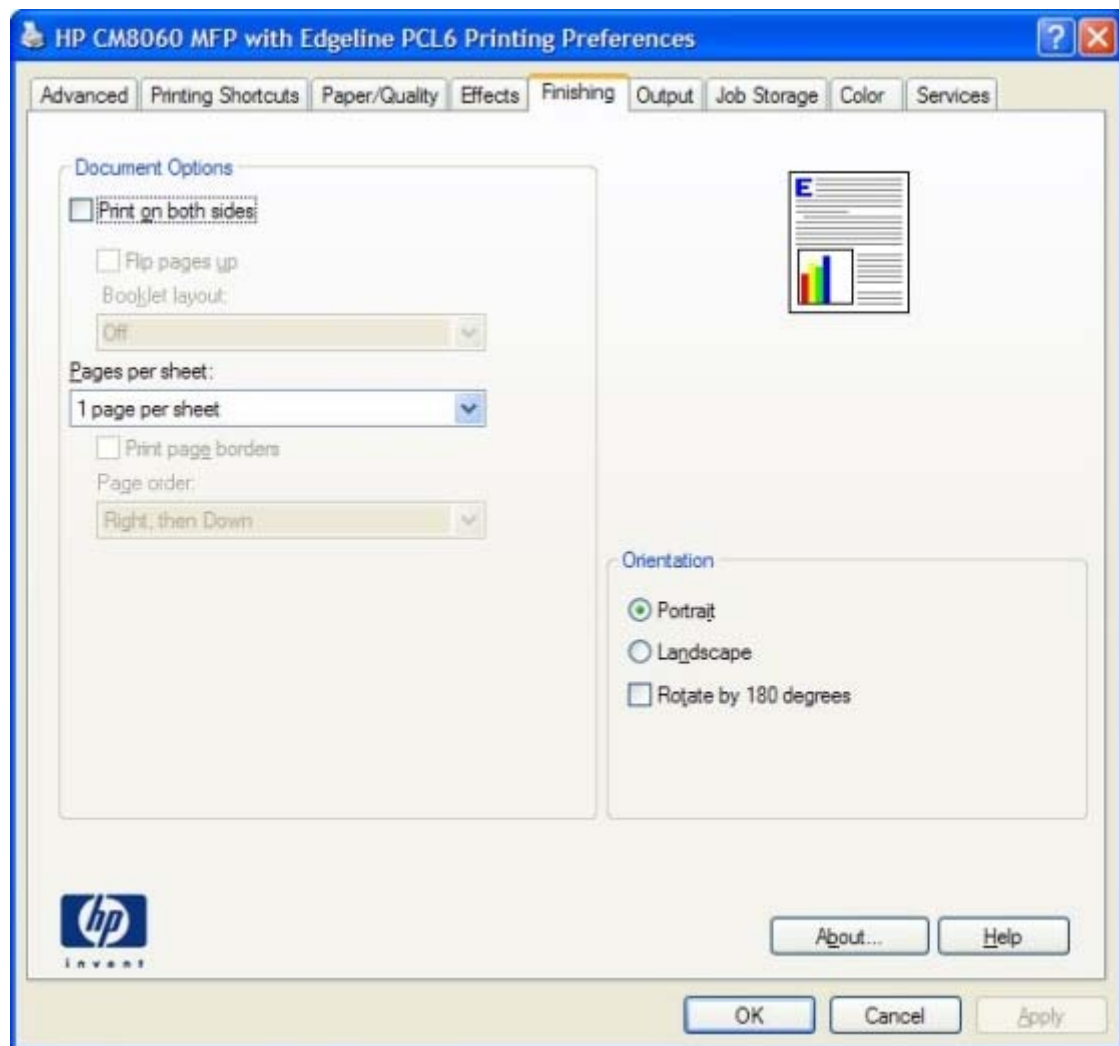 HP CM8060 MFP with Edgeline PCL6 Printing Preferences
Advanced Printing Shortcuts Paper/Quality Effects Finishing Output Job Storage Color Services
Document Options
Print on both sides
Flip pages up
Booklet layout:
Off
Pages per sheet:
1 page per sheet
Print page borders
Page order:
Right, then Down
E
Orientation
Portrait
Landscape
Rotate by 180 degrees
hp
invent
About...
Help
OK
Cancel
Apply